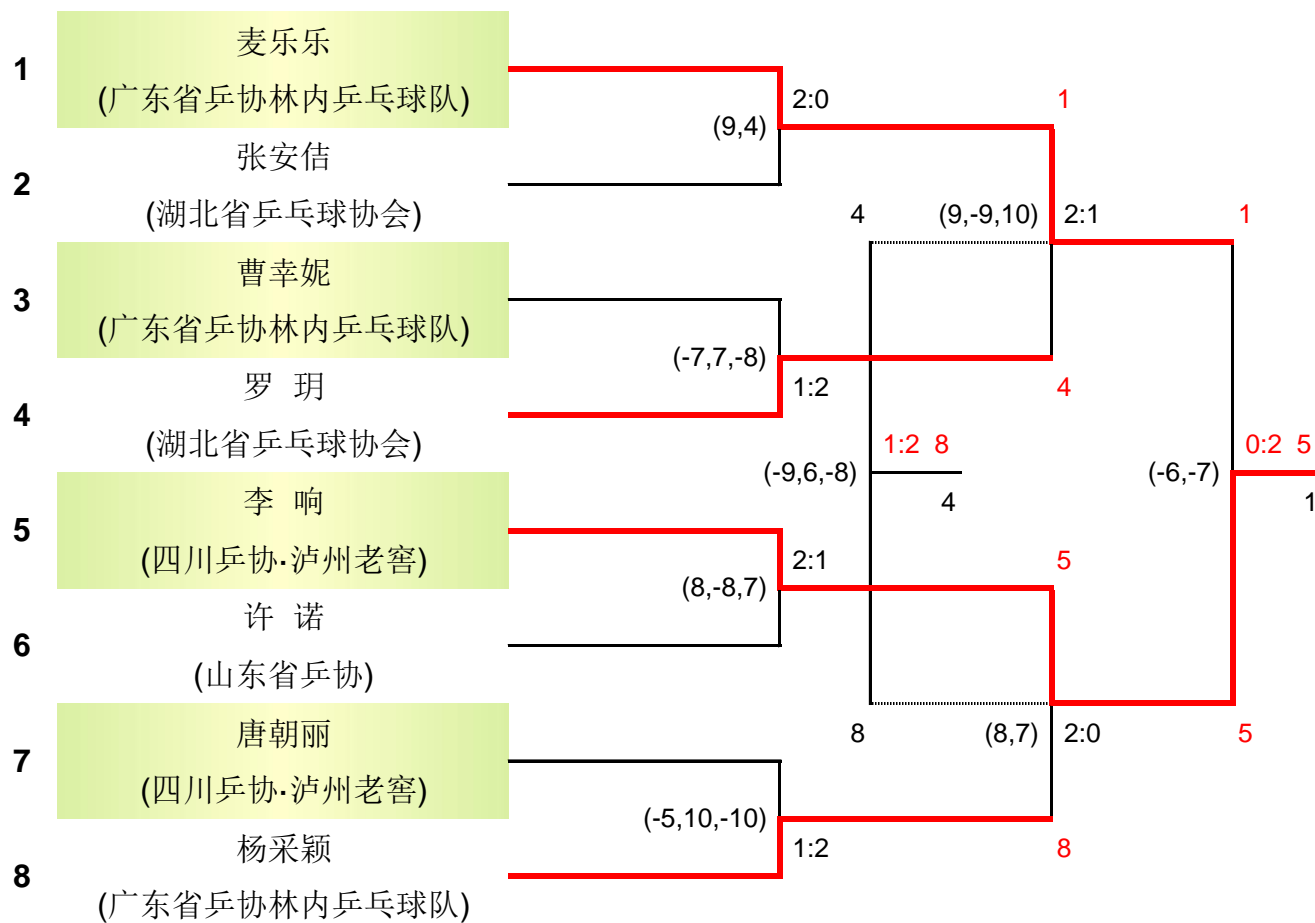 麦乐乐
1
(广东省乒协林内乒乓球队)
2:0
1
(9,4)
张安佶
2
(湖北省乒乓球协会)
4
(9,-9,10)
2:1
1
曹幸妮
3
(广东省乒协林内乒乓球队)
(-7,7,-8)
1:2
4
罗 玥
4
(湖北省乒乓球协会)
1:2 8
0:2 5
(-9,6,-8)
(-6,-7)
4
1
李 响
5
(四川乒协·泸州老窖)
2:1
5
(8,-8,7)
许 诺
6
(山东省乒协)
唐朝丽
8
(8,7)
2:0
5
7
(四川乒协·泸州老窖)
(-5,10,-10)
杨采颖
1:2
8
8
(广东省乒协林内乒乓球队)